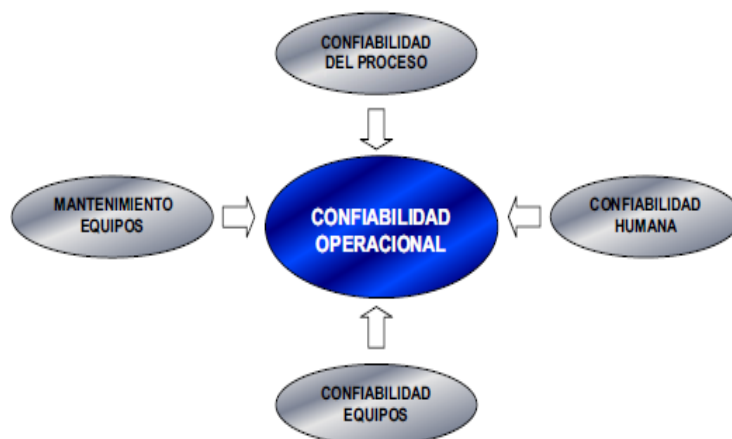 CONFIABILIDAD
DEL PROCESO
MANTENIMIENTO
EQUIPOS
CONFIABILIDAD
OPERACIONAL
CONFIABILIDAD
HUMANA
CONFIABILIDAD
EQUIPOS